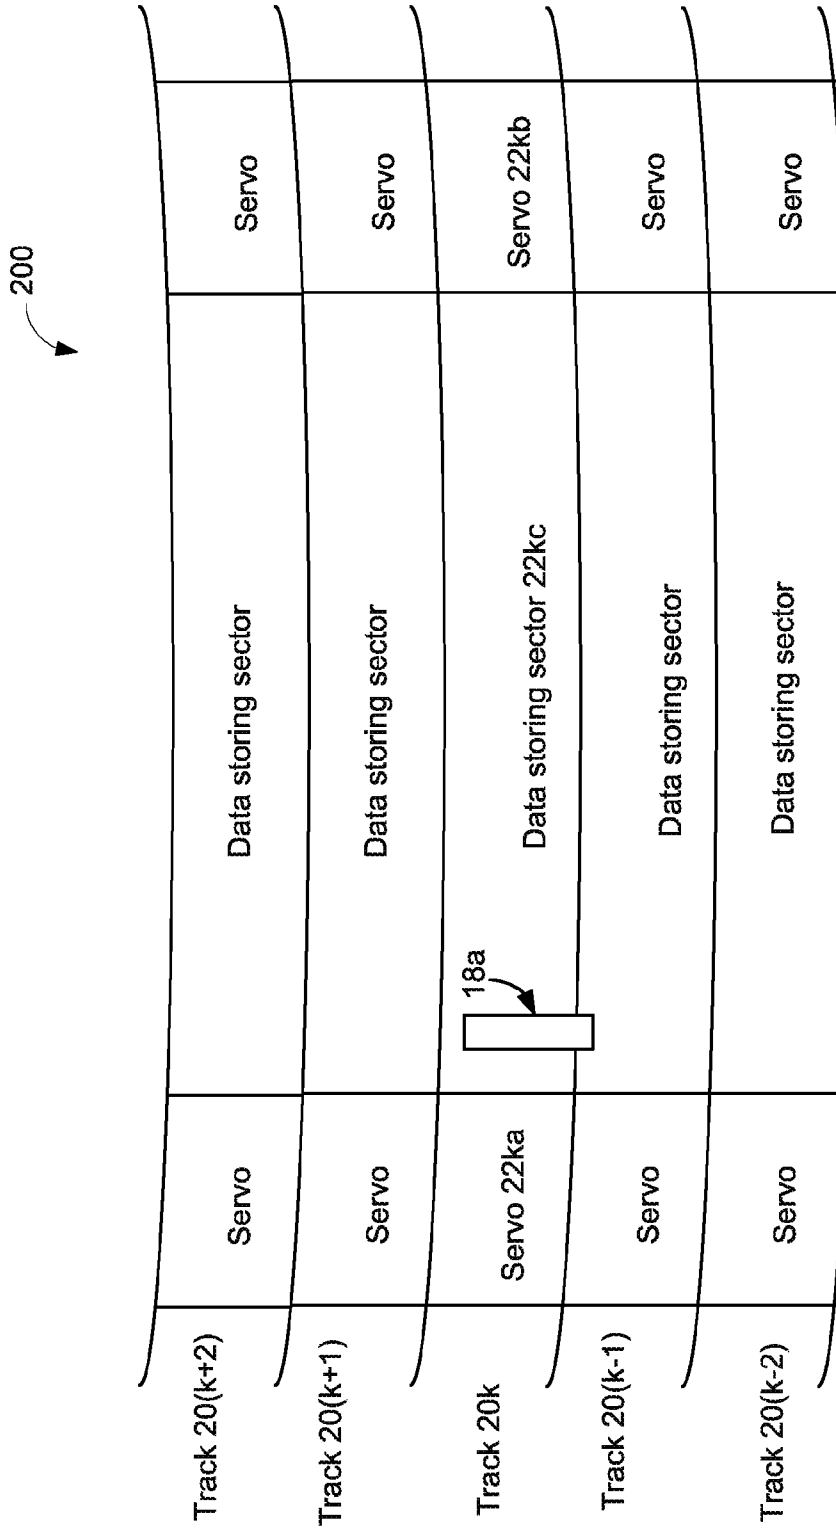 200
Track 20(k+2)
Servo
Data storing sector
Servo
Track 20(k+1)
Servo
Data storing sector
Servo
Track 20k
Servo 22ka
18a
Data storing sector 22kc
Servo 22kb
Track 20(k-1)
Servo
Data storing sector
Servo
Track 20(k-2)
Servo
Data storing sector
Servo